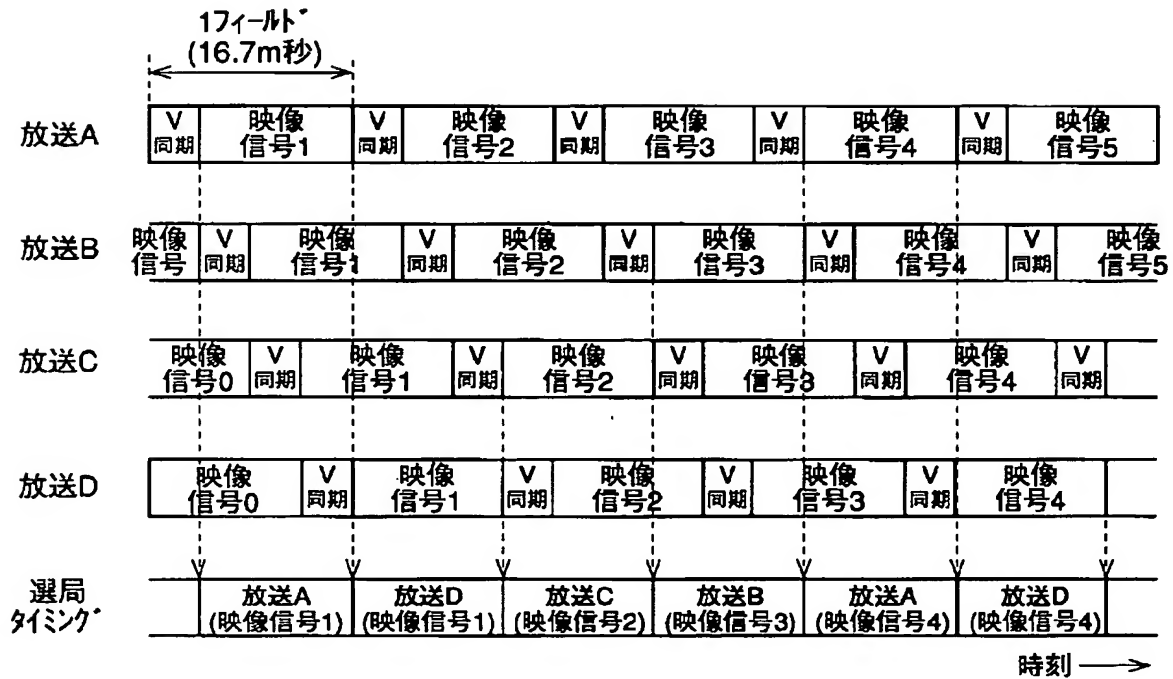 1フィールド
(16.7m秒)
放送A
V
同期
映像
信号1
V
同期
映像
信号2
V
同期
映像
信号3
V
同期
映像
信号4
V
同期
映像
信号5
放送B
映像
信号
V
同期
映像
信号1
V
同期
映像
信号2
V
同期
映像
信号3
V
同期
映像
信号4
V
同期
映像
信号5
放送C
映像
信号0
V
同期
映像
信号1
V
同期
映像
信号2
V
同期
映像
信号3
V
同期
映像
信号4
V
同期
放送D
映像
信号0
V
同期
映像
信号1
V
同期
映像
信号2
V
同期
映像
信号3
V
同期
映像
信号4
選局
タイミング
放送A
(映像信号1)
放送D
(映像信号1)
放送C
(映像信号2)
放送B
(映像信号3)
放送A
(映像信号4)
放送D
(映像信号4)
時刻